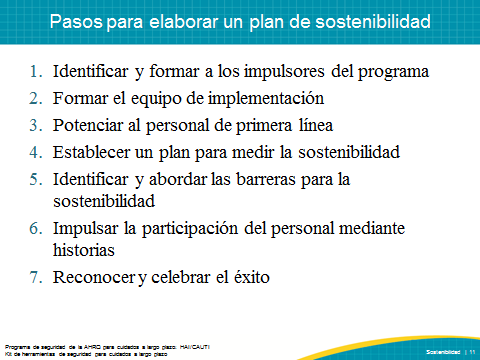 Pasos para elaborar un plan de sostenibilidad
1. Identificar y formar a los impulsores del programa
2. Formar el equipo de implementación
3. Potenciar al personal de primera línea
4. Establecer un plan para medir la sostenibilidad
5. Identificar y abordar las barreras para la
sostenibilidad
6. Impulsar la participación del personal mediante
historias
7. Reconocer y celebrar el éxito
Programa de seguridad de la AHRQ para cuidados a largo plazo: HAI/CAUTI
Kit de herramientas de seguridad para cuidados a largo plazo
Sostenibilidad | 11